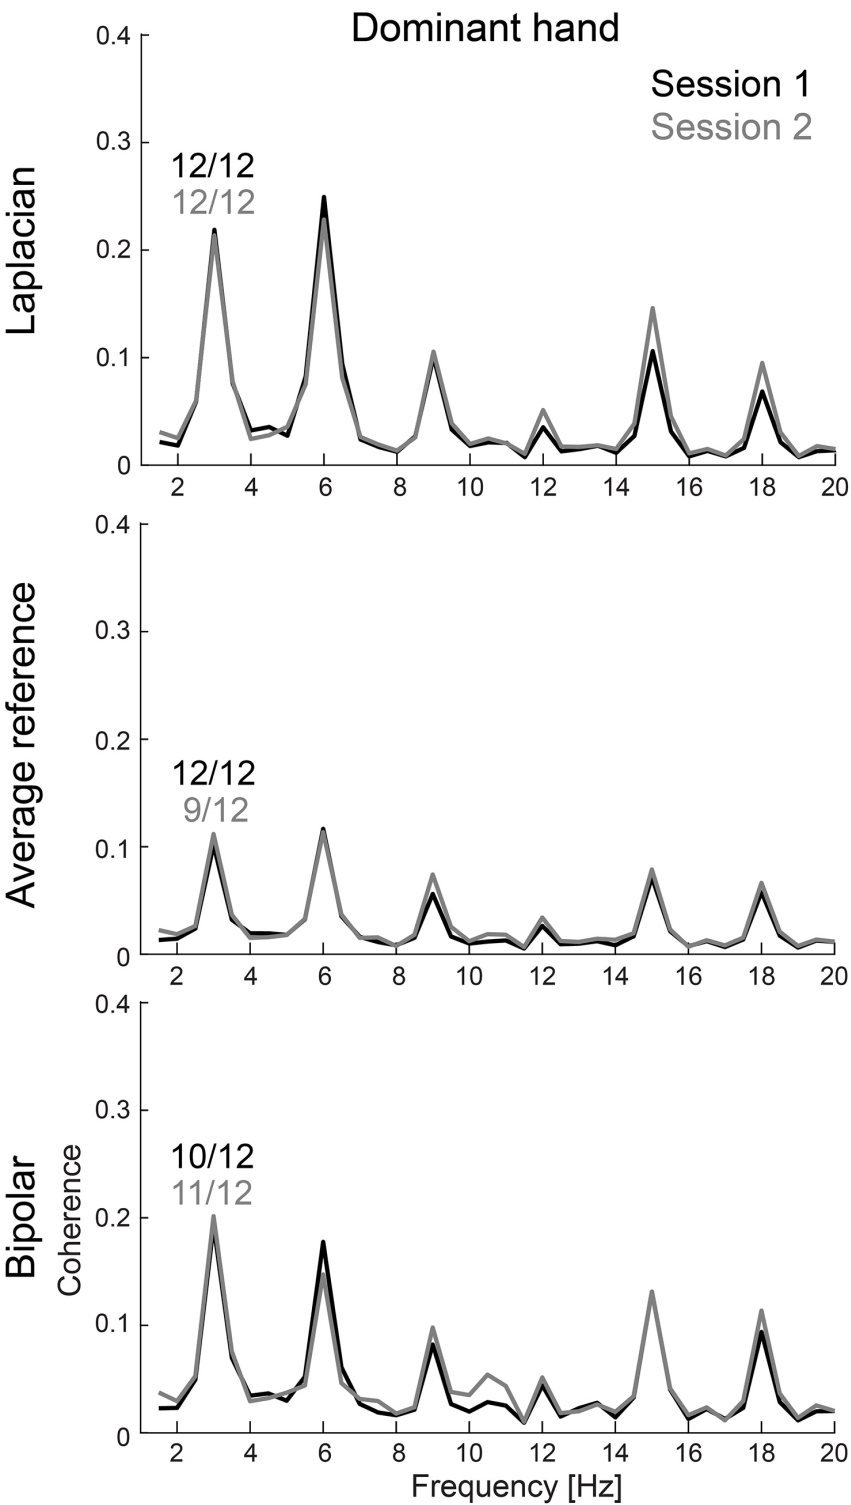 Dominant hand
Session 1
Session 2
Laplacian
0.4
0.3
0.2
0.1
0
12/12
12/12
2 4 6 8 10 12 14 16 18 20
Average reference
0.4
0.3
0.2
0.1
0
12/12
9/12
2 4 6 8 10 12 14 16 18 20
Bipolar
Coherence
0.4
0.3
0.2
0.1
0
10/12
11/12
2 4 6 8 10 12 14 16 18 20
Frequency [Hz]